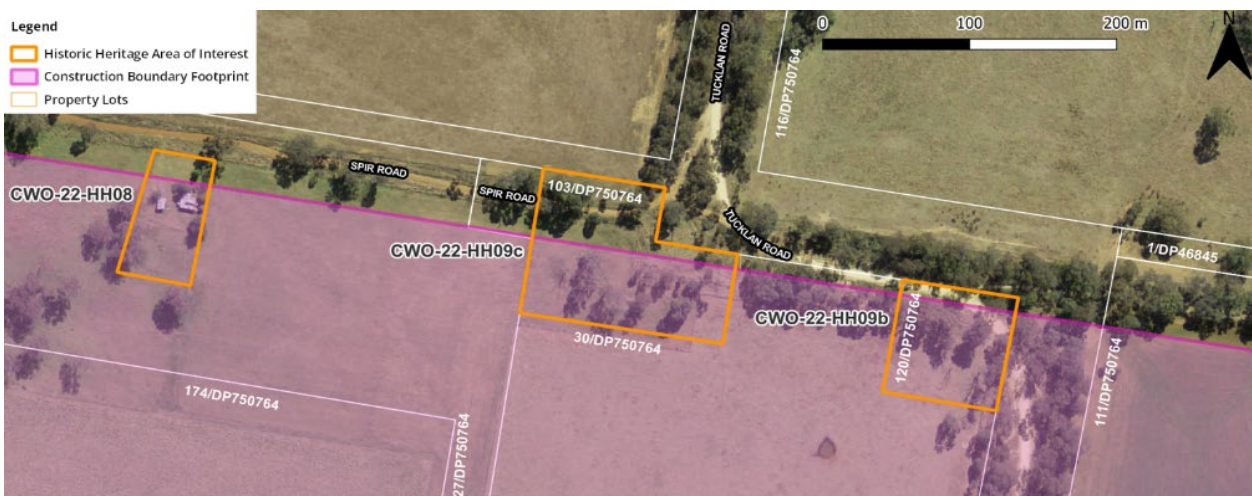 Legend
Historic Heritage Area of Interest
Construction Boundary Footprint
Property Lots
0 100 200 m
N
TUCKLAN ROAD
116/DP750764
SPIR ROAD
SPIR ROAD
103/DP750764
CWO-22-HH08
TUCKLAN ROAD
CWO-22-HH09c
1/DP46845
CWO-22-HH09b
30/DP750764
120/DP750764
174/DP750764
111/DP750764
27/DP750764